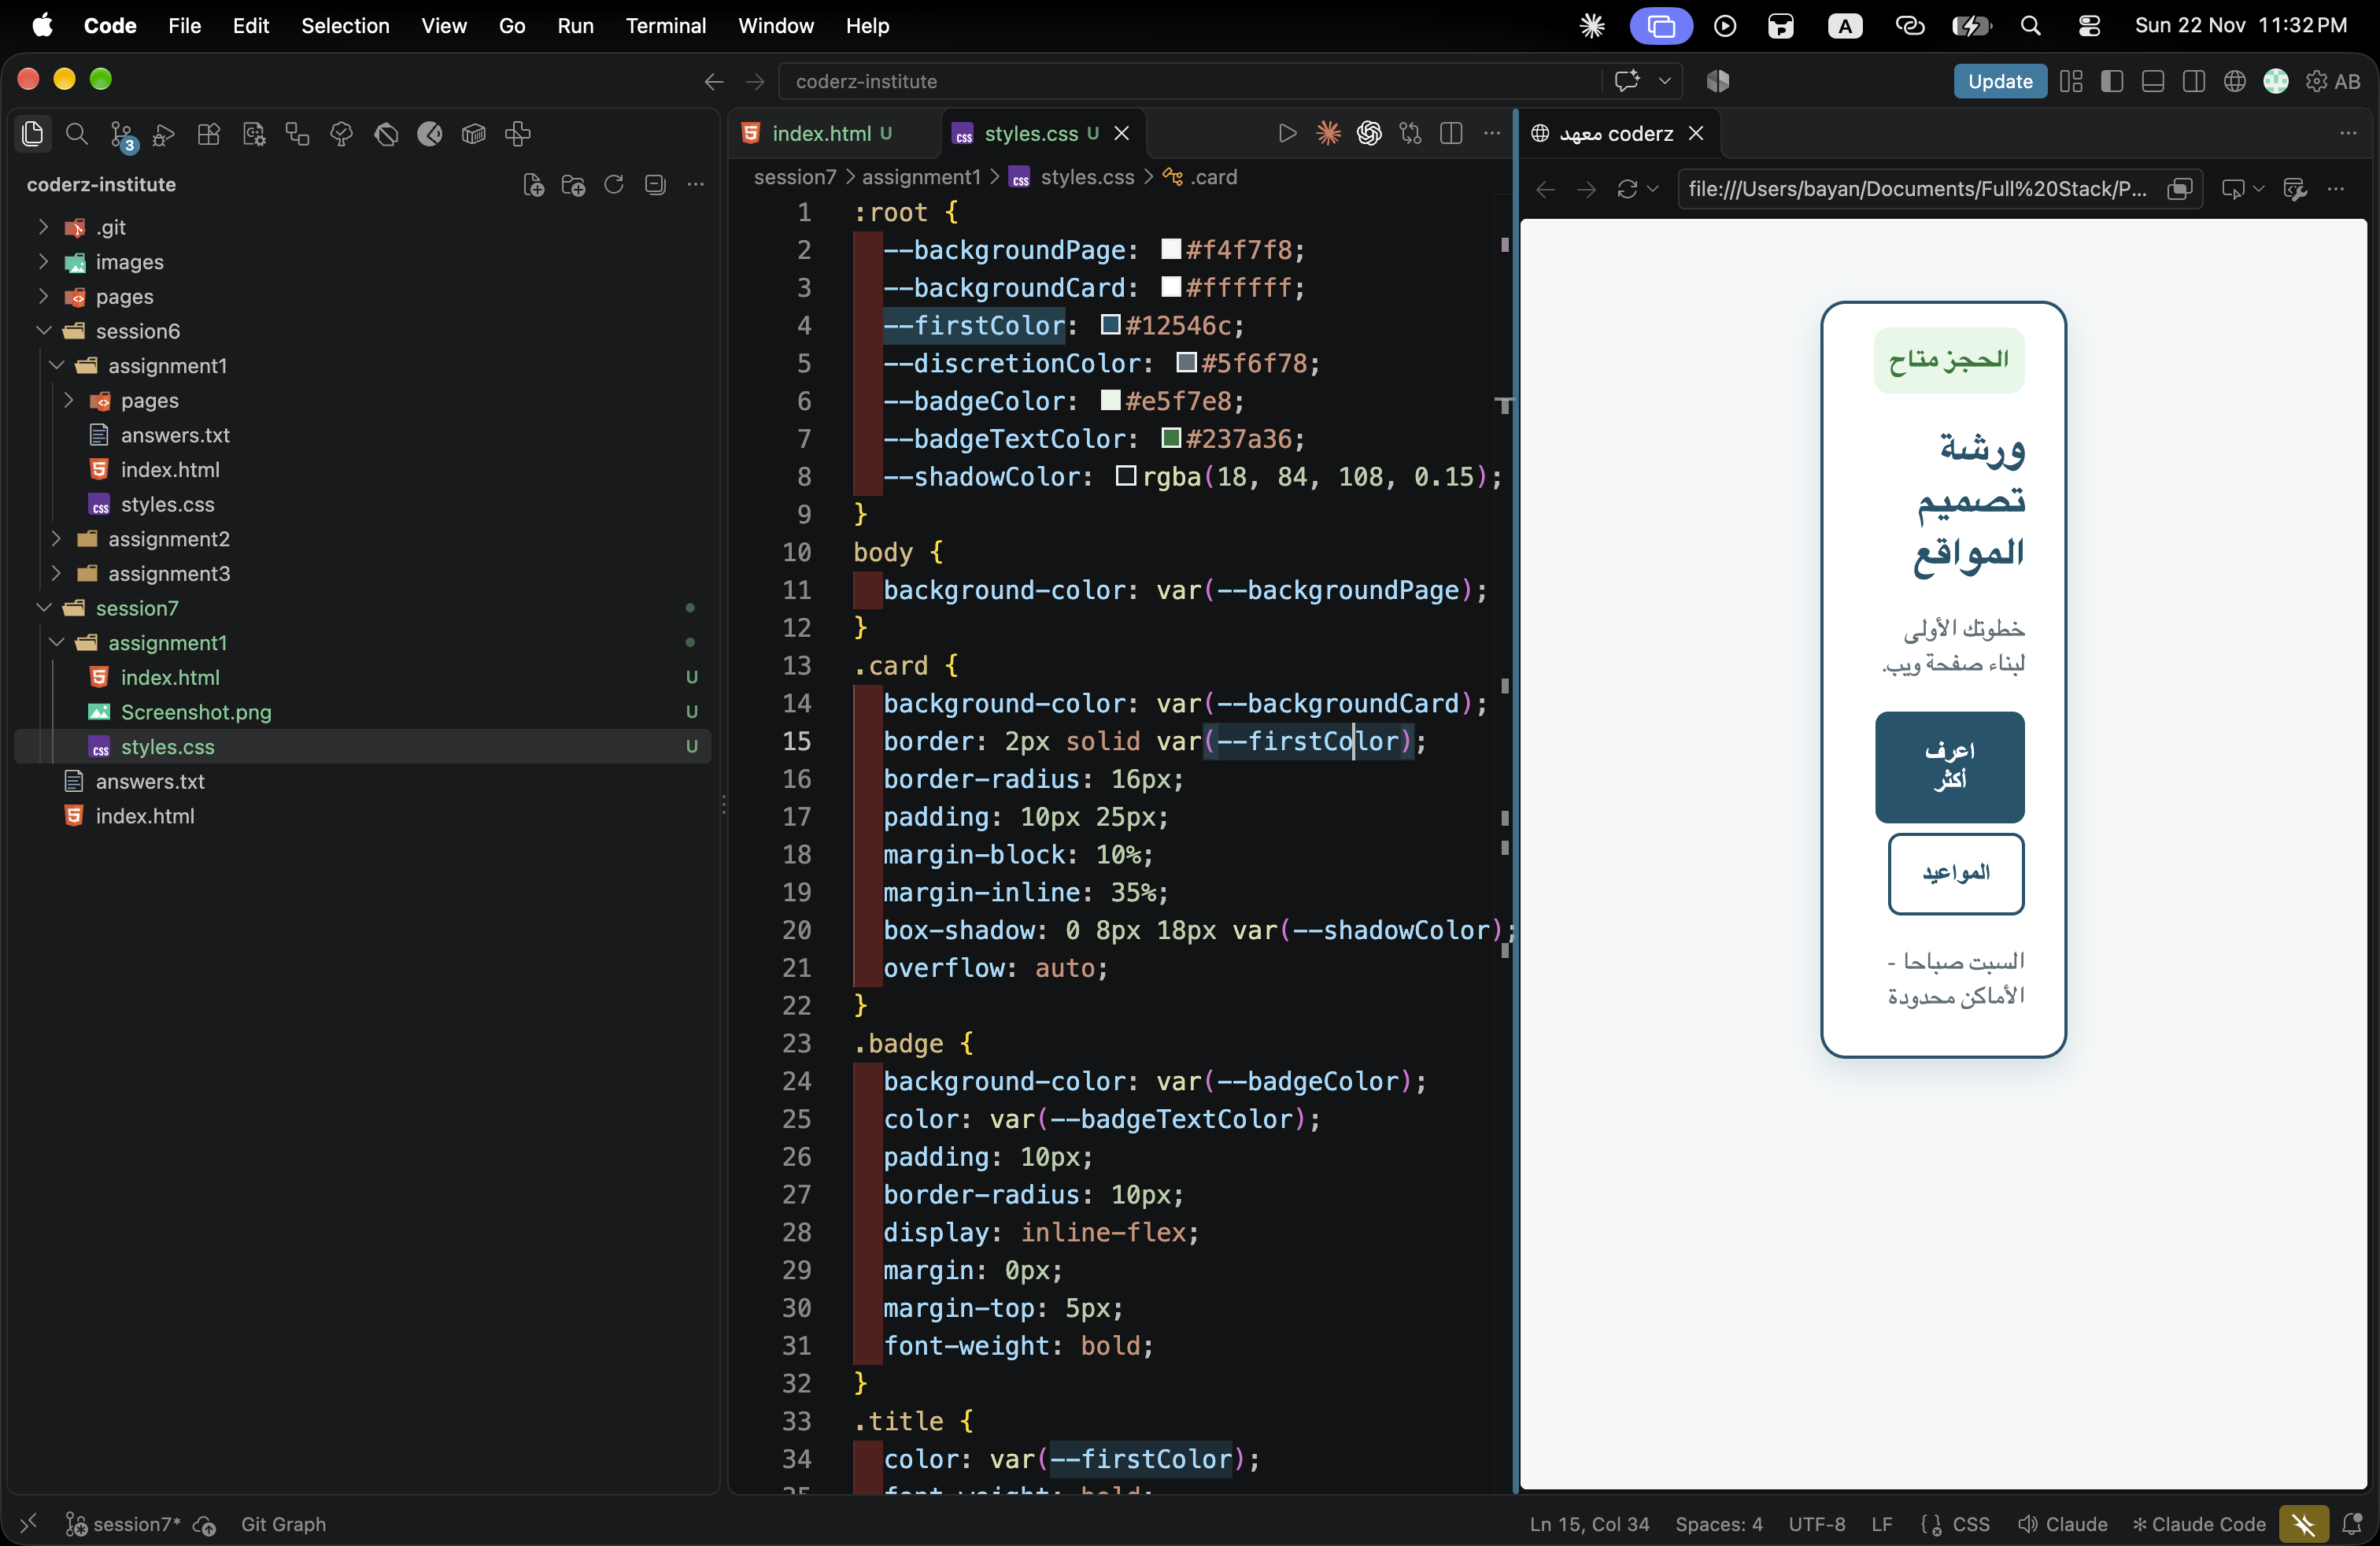 Code File Edit Selection View Go Run Terminal Window Help
A
Sun 22 Nov 11:32 PM
coderz-institute
Update
AB
3
coderz-institute
.git
images
pages
session6
assignment1
pages
answers.txt
index.html
styles.css
assignment2
assignment3
session7
assignment1
index.html U
Screenshot.png U
styles.css U
answers.txt
index.html
index.html U
styles.css U
session7 > assignment1 > styles.css > .card
1 :root {
2 --backgroundPage: #f4f7f8;
3 --backgroundCard: #ffffff;
4 --firstColor: #12546c;
5 --discretionColor: #5f6f78;
6 --badgeColor: #e5f7e8;
7 --badgeTextColor: #237a36;
8 --shadowColor: rgba(18, 84, 108, 0.15);
9 }
10 body {
11 background-color: var(--backgroundPage);
12 }
13 .card {
14 background-color: var(--backgroundCard);
15 border: 2px solid var(--firstColor);
16 border-radius: 16px;
17 padding: 10px 25px;
18 margin-block: 10%;
19 margin-inline: 35%;
20 box-shadow: 0 8px 18px var(--shadowColor);
21 overflow: auto;
22 }
23 .badge {
24 background-color: var(--badgeColor);
25 color: var(--badgeTextColor);
26 padding: 10px;
27 border-radius: 10px;
28 display: inline-flex;
29 margin: 0px;
30 margin-top: 5px;
31 font-weight: bold;
32 }
33 .title {
34 color: var(--firstColor);
35 font-weight: bold;
معهد coderz
file:///Users/bayan/Documents/Full%20Stack/P...
الحجز متاح
ورشة
تصميم
المواقع
خطوتك الأولى
لبناء صفحة ويب.
اعرف
أكثر
المواعيد
السبت صباحا -
الأماكن محدودة
session7* Git Graph
Ln 15, Col 34 Spaces: 4 UTF-8 LF CSS Claude Claude Code